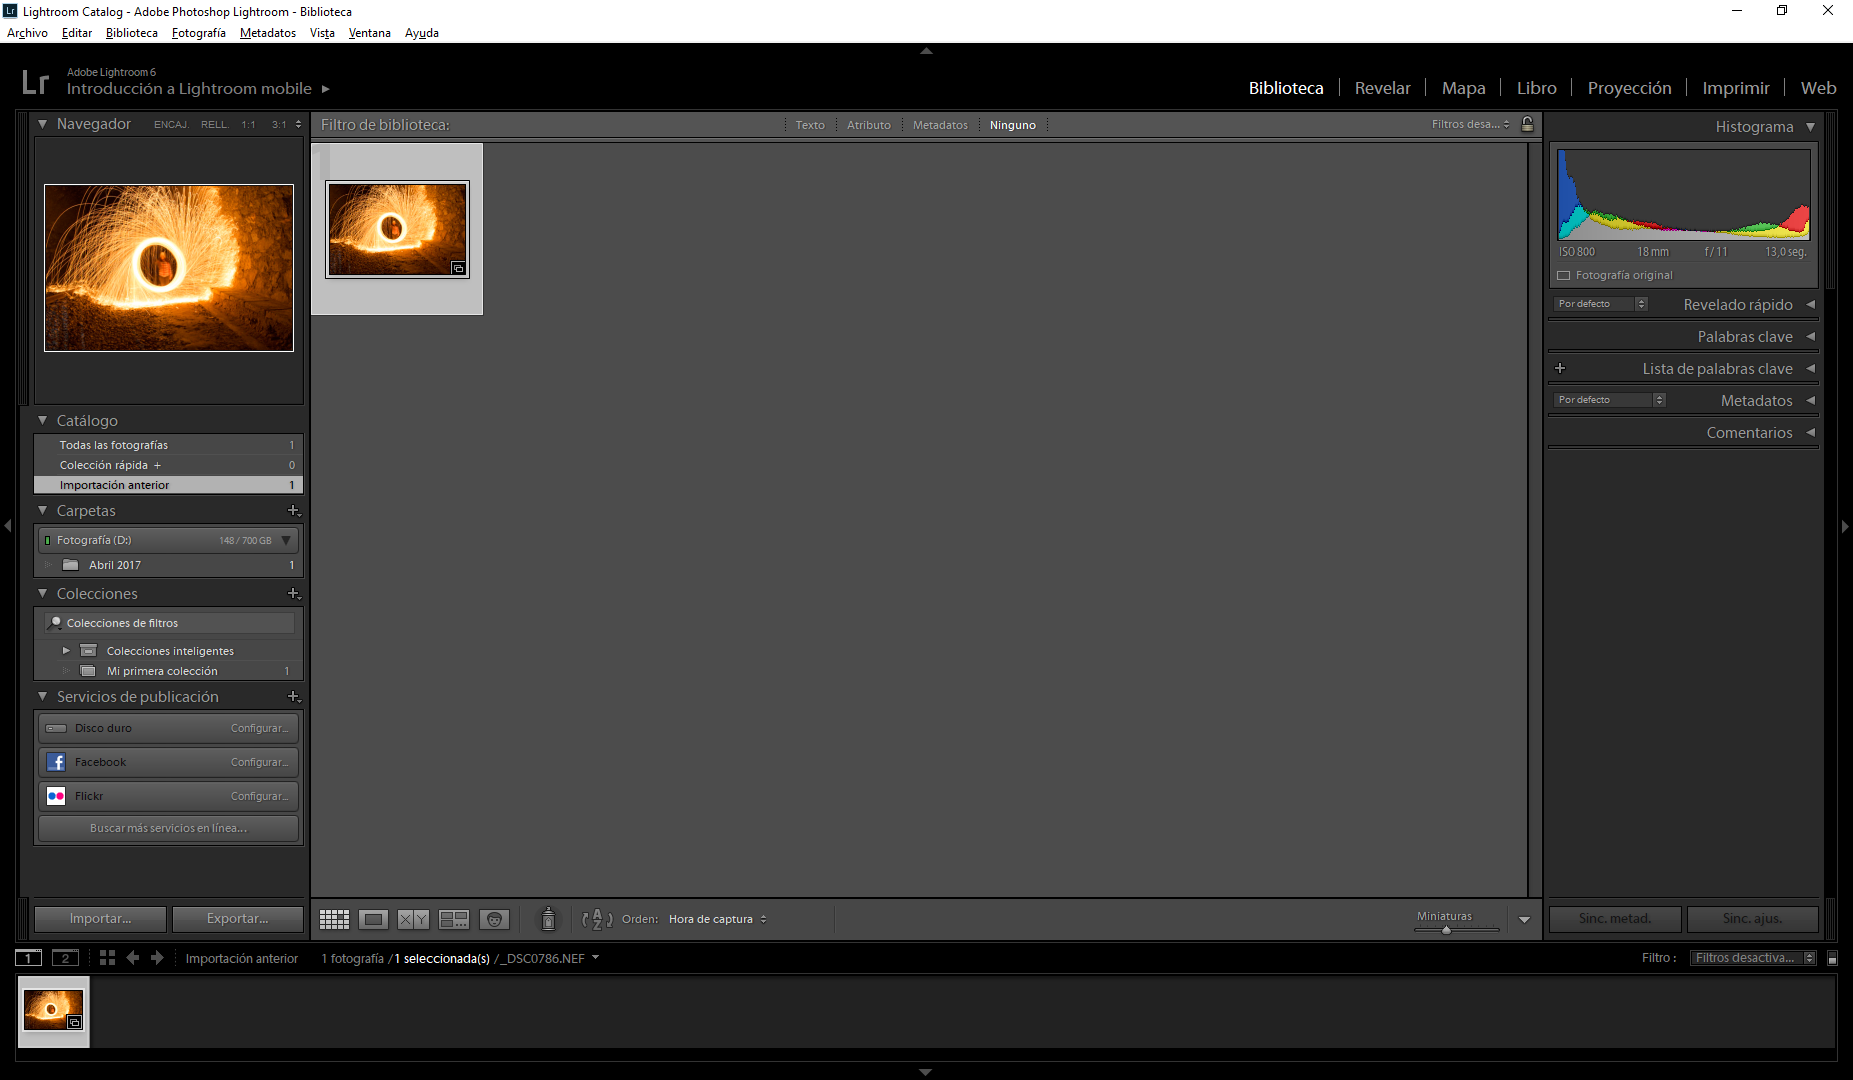 Lr Lightroom Catalog - Adobe Photoshop Lightroom - Biblioteca
Archivo Editar Biblioteca Fotografía Metadatos Vista Ventana Ayuda
Lr
Adobe Lightroom 6
Introducción a Lightroom mobile
Biblioteca Revelar Mapa Libro Proyección Imprimir Web
Navegador ENCAJ. RELL. 1:1 3:1
Filtro de biblioteca: Texto Atributo Metadatos Ninguno Filtros desa...
Histograma
1
ISO 800 18 mm f / 11 13,0 seg.
Fotografía original
Por defecto Revelado rápido
Palabras clave
Lista de palabras clave
Por defecto Metadatos
Comentarios
Catálogo
Todas las fotografías 1
Colección rápida + 0
Importación anterior 1
Carpetas
Fotografía (D:) 148 / 700 GB
Abril 2017 1
Colecciones
Colecciones de filtros
Colecciones inteligentes
Mi primera colección 1
Servicios de publicación
Disco duro Configurar...
f Facebook Configurar...
Flickr Configurar...
Buscar más servicios en línea...
Importar... Exportar...
X Y AZ Orden: Hora de captura Miniaturas
Sinc. metad. Sinc. ajus.
1 2 Importación anterior 1 fotografía /1 seleccionada(s) /_DSC0786.NEF Filtro : Filtros desactiva...